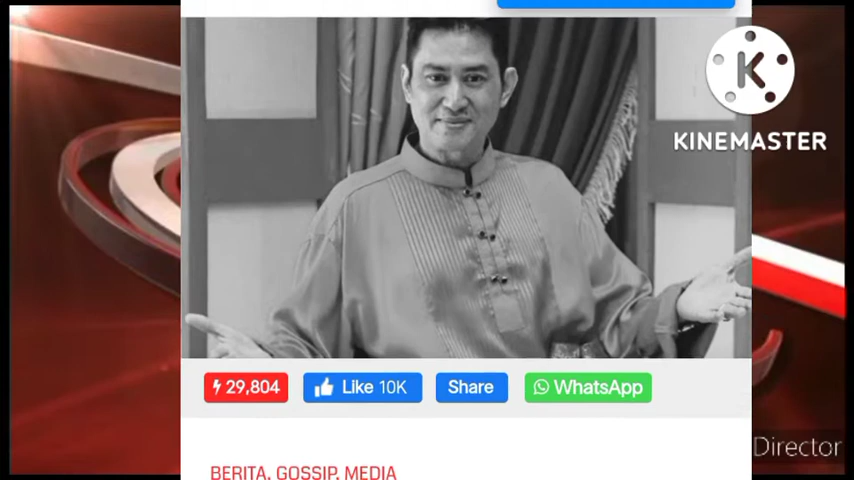 KINEMASTER
29,804
Like 10K
Share
WhatsApp
Director
BERITA, GOSSIP, MEDIA